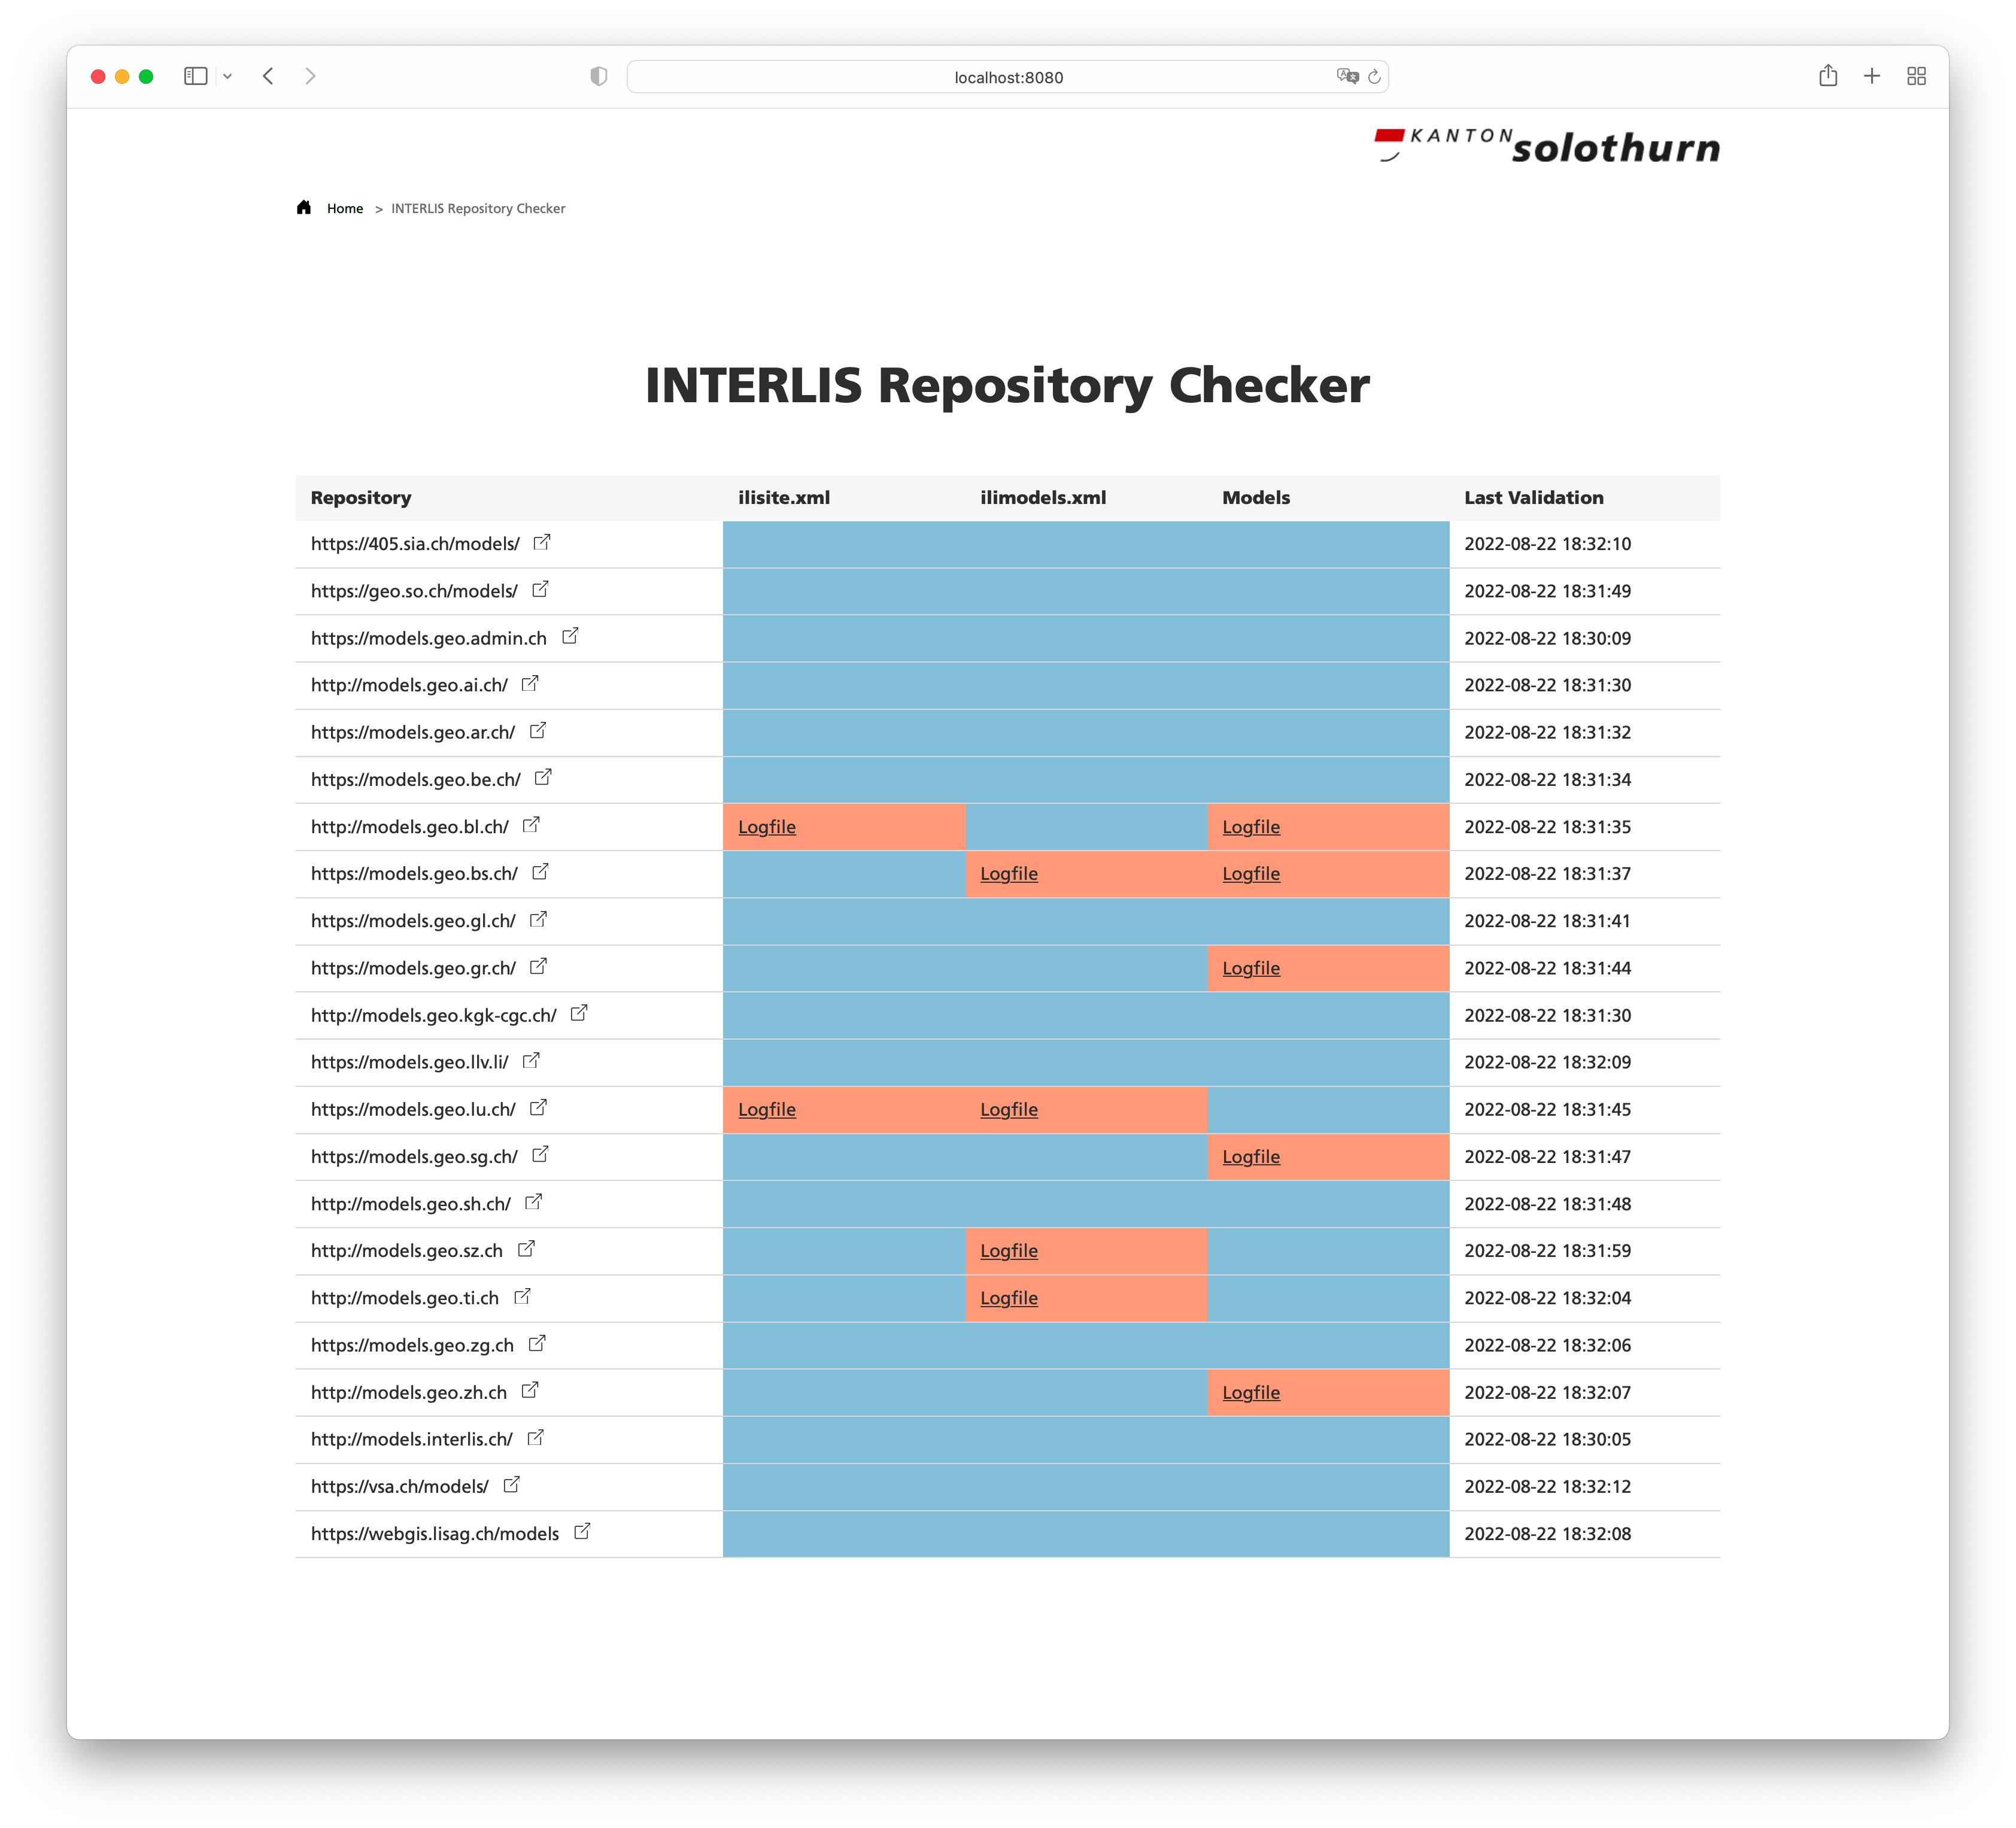 localhost:8080
KANTON solothurn
Home > INTERLIS Repository Checker
INTERLIS Repository Checker
Repository ilisite.xml ilimodels.xml Models Last Validation
https://405.sia.ch/models/ 2022-08-22 18:32:10
https://geo.so.ch/models/ 2022-08-22 18:31:49
https://models.geo.admin.ch 2022-08-22 18:30:09
http://models.geo.ai.ch/ 2022-08-22 18:31:30
https://models.geo.ar.ch/ 2022-08-22 18:31:32
https://models.geo.be.ch/ 2022-08-22 18:31:34
http://models.geo.bl.ch/ Logfile Logfile 2022-08-22 18:31:35
https://models.geo.bs.ch/ Logfile Logfile 2022-08-22 18:31:37
https://models.geo.gl.ch/ 2022-08-22 18:31:41
https://models.geo.gr.ch/ Logfile 2022-08-22 18:31:44
http://models.geo.kgk-cgc.ch/ 2022-08-22 18:31:30
https://models.geo.llv.li/ 2022-08-22 18:32:09
https://models.geo.lu.ch/ Logfile Logfile 2022-08-22 18:31:45
https://models.geo.sg.ch/ Logfile 2022-08-22 18:31:47
http://models.geo.sh.ch/ 2022-08-22 18:31:48
http://models.geo.sz.ch Logfile 2022-08-22 18:31:59
http://models.geo.ti.ch Logfile 2022-08-22 18:32:04
https://models.geo.zg.ch 2022-08-22 18:32:06
http://models.geo.zh.ch Logfile 2022-08-22 18:32:07
http://models.interlis.ch/ 2022-08-22 18:30:05
https://vsa.ch/models/ 2022-08-22 18:32:12
https://webgis.lisag.ch/models 2022-08-22 18:32:08